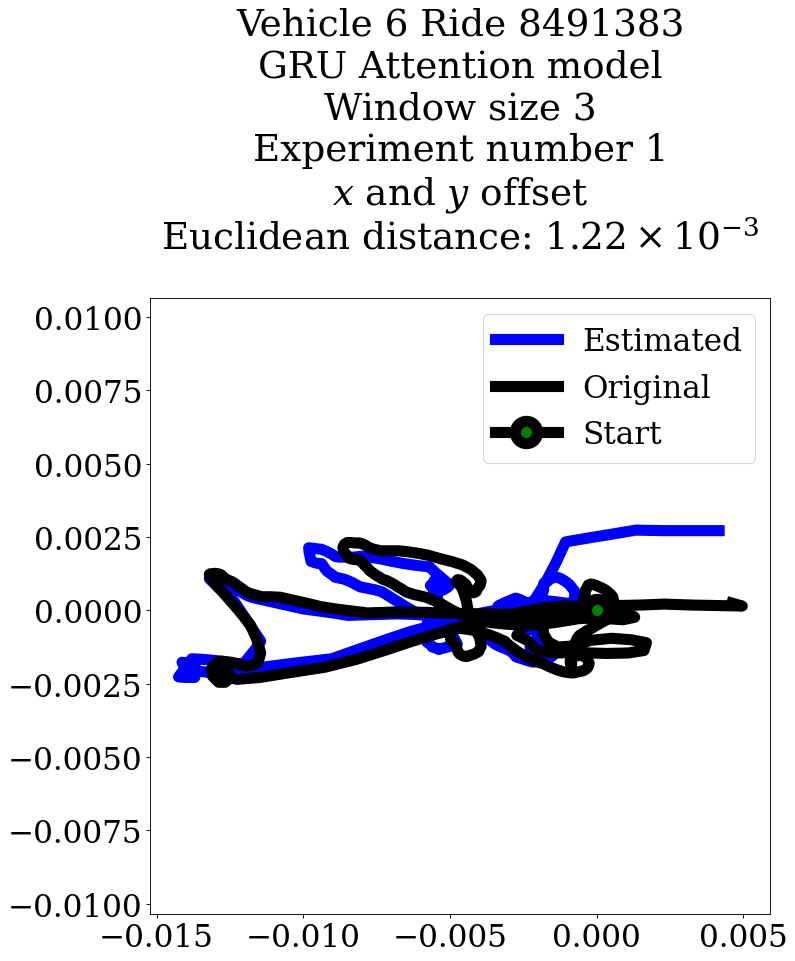 Vehicle 6 Ride 8491383
GRU Attention model
Window size 3
Experiment number 1
x and y offset
Euclidean distance: 1.22 × 10⁻³
Estimated
Original
Start
0.0100
0.0075
0.0050
0.0025
0.0000
−0.0025
−0.0050
−0.0075
−0.0100
−0.015 −0.010 −0.005 0.000 0.005